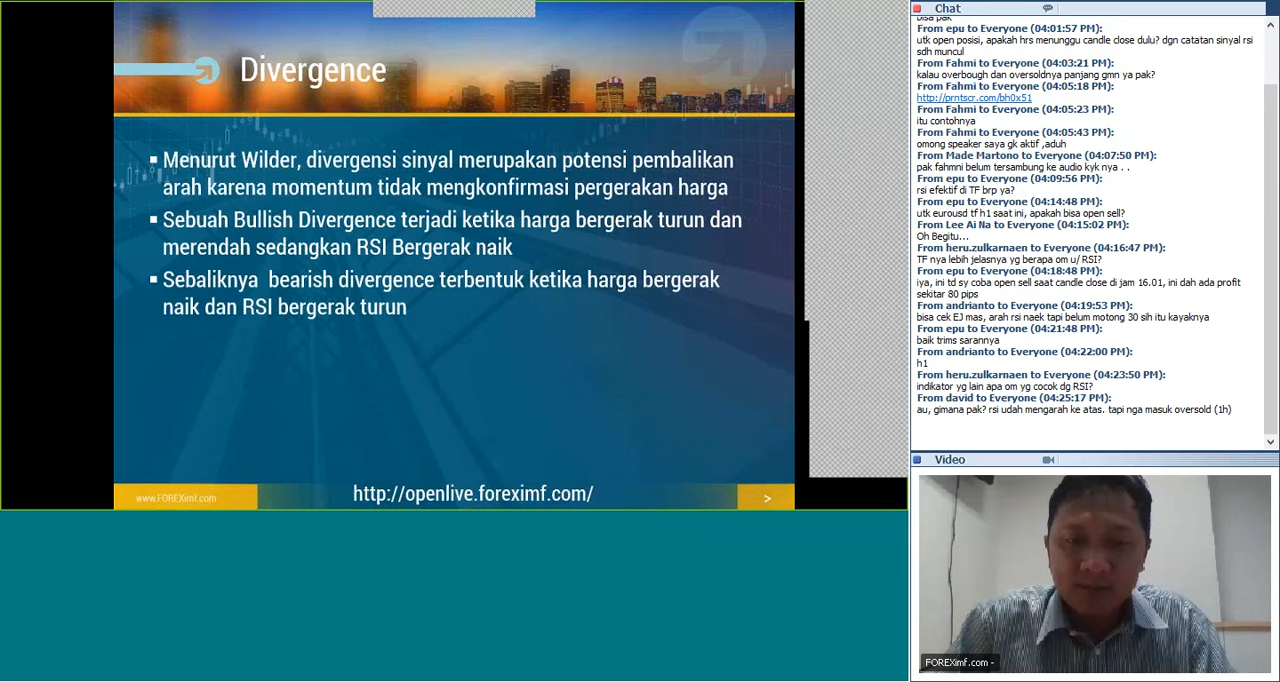 Divergence
▪ Menurut Wilder, divergensi sinyal merupakan potensi pembalikan
arah karena momentum tidak mengkonfirmasi pergerakan harga
▪ Sebuah Bullish Divergence terjadi ketika harga bergerak turun dan
merendah sedangkan RSI Bergerak naik
▪ Sebaliknya bearish divergence terbentuk ketika harga bergerak
naik dan RSI bergerak turun
www.FOREXimf.com
http://openlive.foreximf.com/
>
Chat
bisa pak
From epu to Everyone (04:01:57 PM):
utk open posisi, apakah hrs menunggu candle close dulu? dgn catatan sinyal rsi
sdh muncul
From Fahmi to Everyone (04:03:21 PM):
kalau overbough dan oversoldnya panjang gmn ya pak?
From Fahmi to Everyone (04:05:18 PM):
http://prntscr.com/bh0x51
From Fahmi to Everyone (04:05:23 PM):
itu contohnya
From Fahmi to Everyone (04:05:43 PM):
omong speaker saya gk aktif ,aduh
From Made Martono to Everyone (04:07:50 PM):
pak fahmni belum tersambung ke audio kyk nya . .
From epu to Everyone (04:09:56 PM):
rsi efektif di TF brp ya?
From epu to Everyone (04:14:48 PM):
utk eurousd tf h1 saat ini, apakah bisa open sell?
From Lee Ai Na to Everyone (04:15:02 PM):
Oh Begitu...
From heru.zulkarnaen to Everyone (04:16:47 PM):
TF nya lebih jelasnya yg berapa om u/ RSI?
From epu to Everyone (04:18:48 PM):
iya, ini td sy coba open sell saat candle close di jam 16.01, ini dah ada profit
sekitar 80 pips
From andrianto to Everyone (04:19:53 PM):
bisa cek EJ mas, arah rsi naek tapi belum motong 30 sih itu kayaknya
From epu to Everyone (04:21:48 PM):
baik trims sarannya
From andrianto to Everyone (04:22:00 PM):
h1
From heru.zulkarnaen to Everyone (04:23:50 PM):
indikator yg lain apa om yg cocok dg RSI?
From david to Everyone (04:25:17 PM):
au, gimana pak? rsi udah mengarah ke atas. tapi nga masuk oversold (1h)
Video
FOREXimf.com -